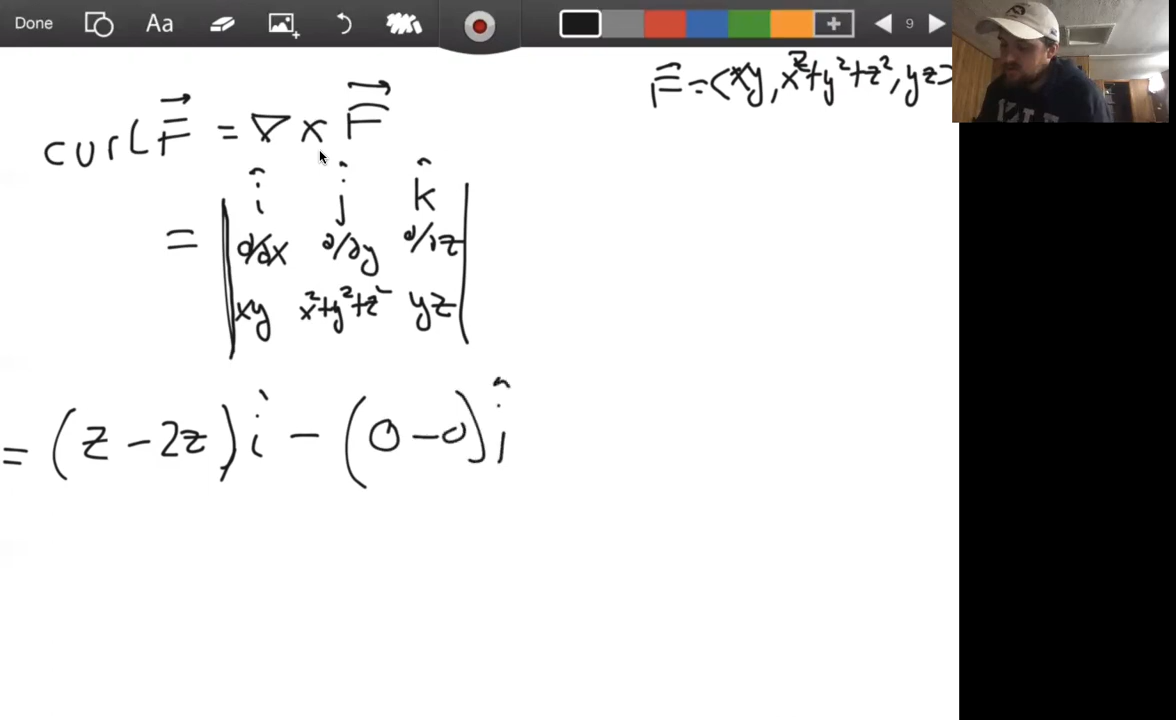 Done Aa 9
F⃗ = <xy, x²+y²+z², yz>
curl F⃗ = ∇ x F⃗
= | î ĵ k̂
∂/∂x ∂/∂y ∂/∂z
xy x²+y²+z² yz |
= (z - 2z) î - (0 - 0) ĵ